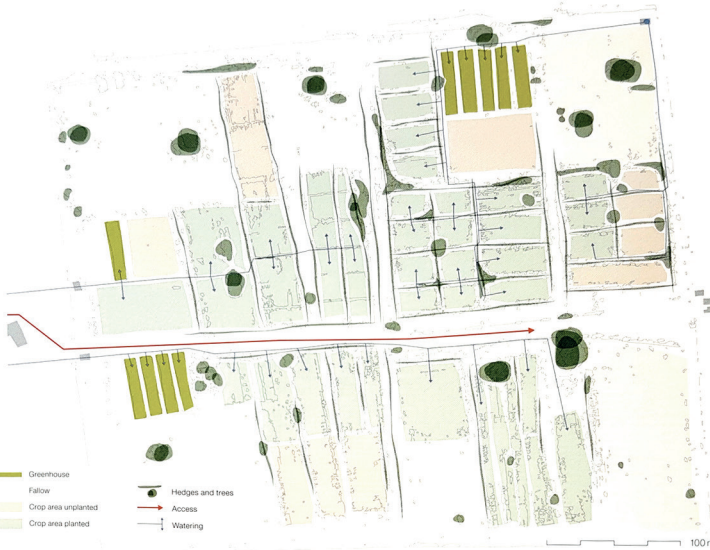 Greenhouse
Fallow
Crop area unplanted
Crop area planted
Hedges and trees
Access
Watering
100